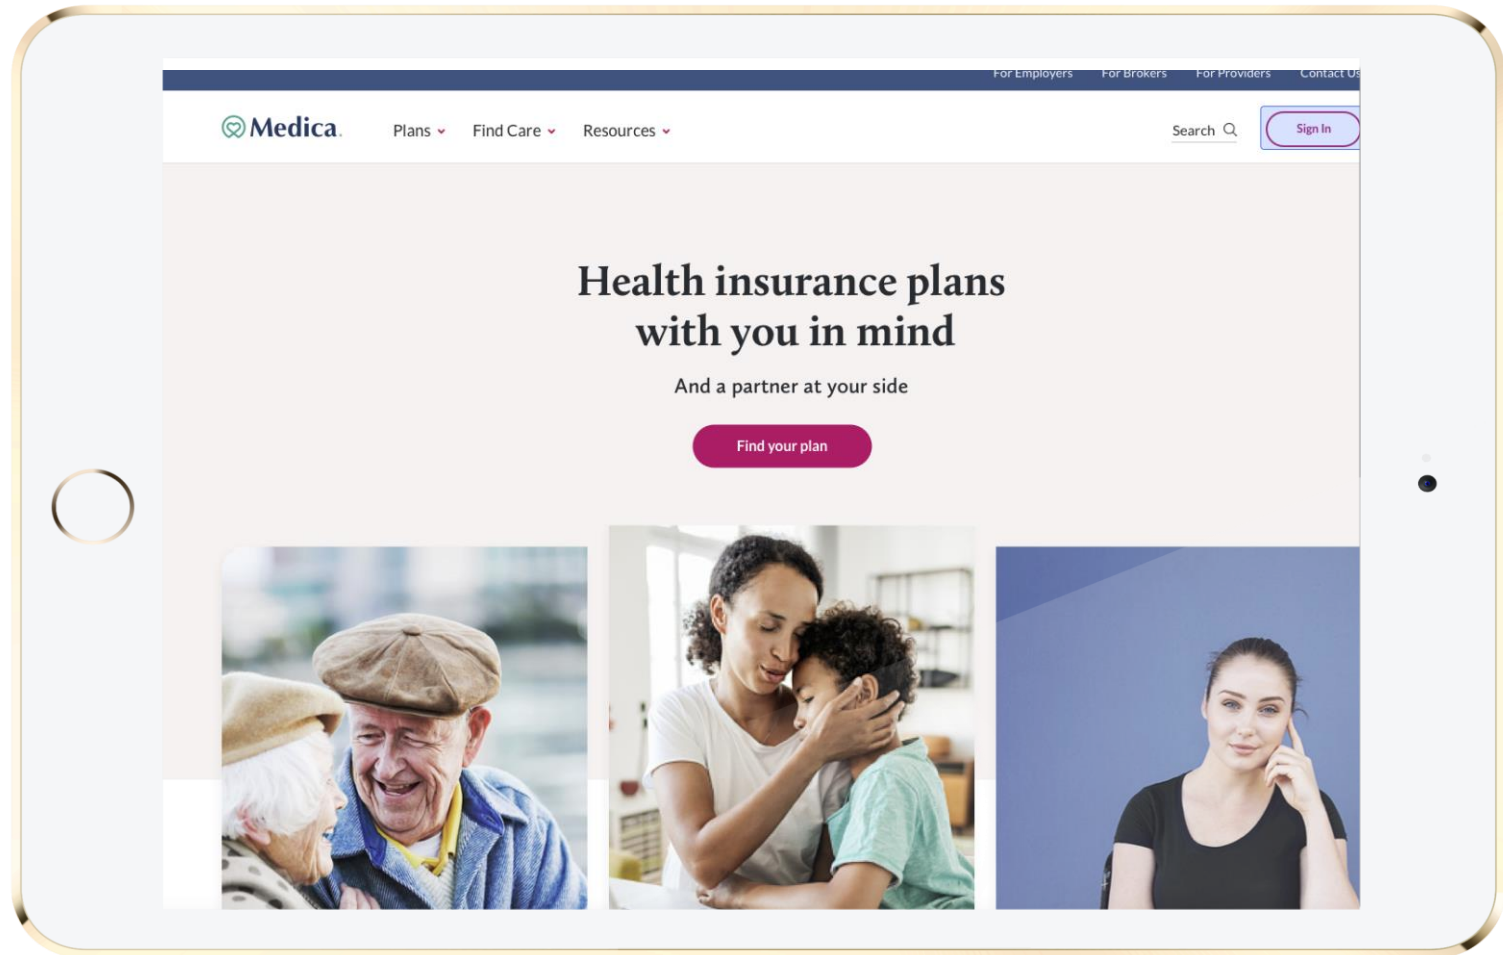 For Employers For Brokers For Providers Contact Us
Medica. Plans Find Care Resources Search Sign In
Health insurance plans
with you in mind
And a partner at your side
Find your plan